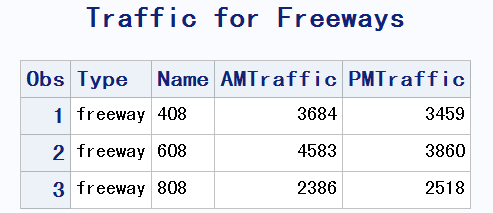 Traffic for Freeways
Obs Type Name AMTraffic PMTraffic
1 freeway 408 3684 3459
2 freeway 608 4583 3860
3 freeway 808 2386 2518